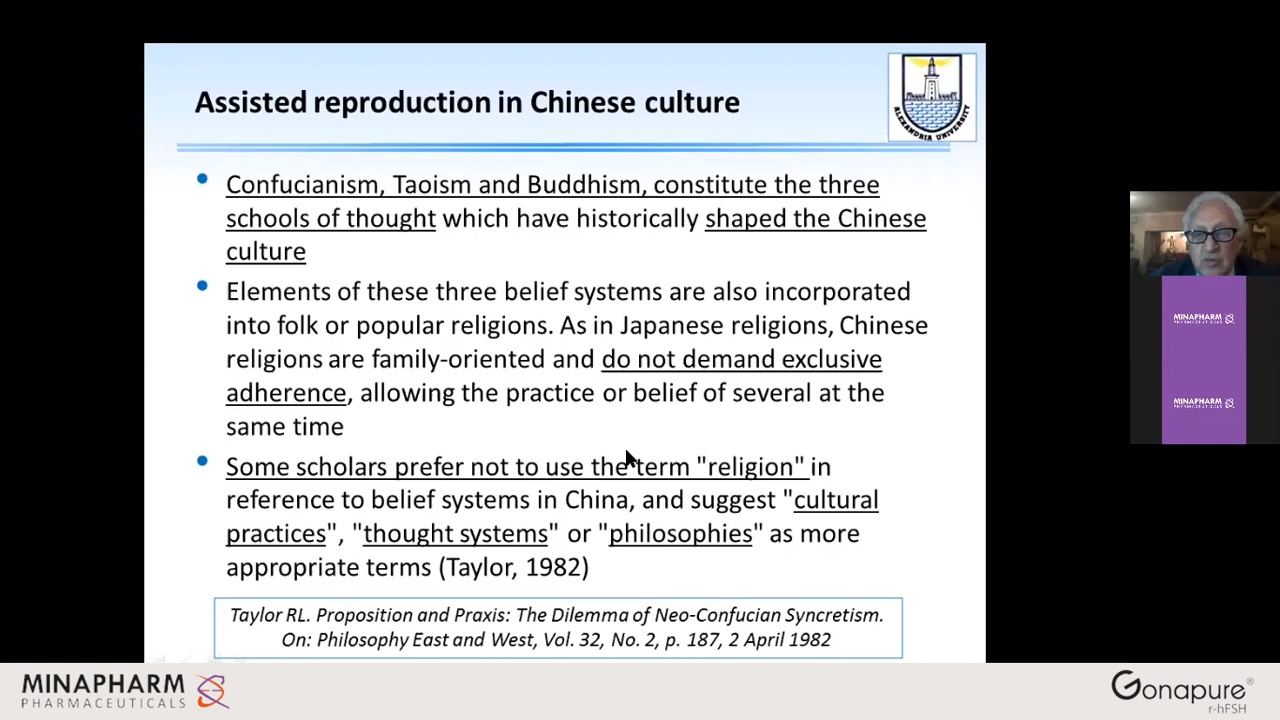 Assisted reproduction in Chinese culture
ALEXANDRIA UNIVERSITY
• Confucianism, Taoism and Buddhism, constitute the three
schools of thought which have historically shaped the Chinese
culture
• Elements of these three belief systems are also incorporated
into folk or popular religions. As in Japanese religions, Chinese
religions are family-oriented and do not demand exclusive
adherence, allowing the practice or belief of several at the
same time
• Some scholars prefer not to use the term "religion" in
reference to belief systems in China, and suggest "cultural
practices", "thought systems" or "philosophies" as more
appropriate terms (Taylor, 1982)
Taylor RL. Proposition and Praxis: The Dilemma of Neo-Confucian Syncretism.
On: Philosophy East and West, Vol. 32, No. 2, p. 187, 2 April 1982
MINAPHARM
PHARMACEUTICALS
MINAPHARM
PHARMACEUTICALS
MINAPHARM
PHARMACEUTICALS
Gonapure®
r-hFSH